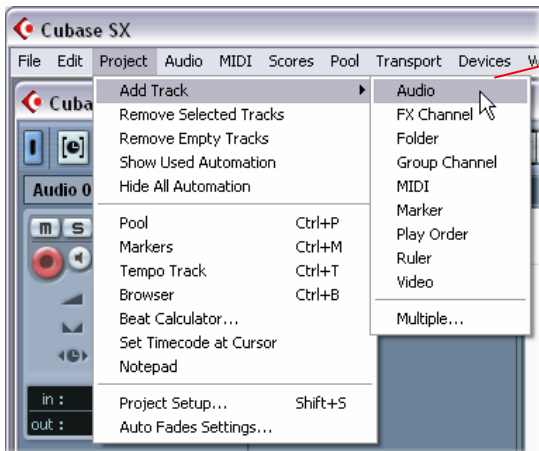 Cubase SX
File Edit Project Audio MIDI Scores Pool Transport Devices
Cuba
Audio 0
m s
in :
out :
Add Track
Remove Selected Tracks
Remove Empty Tracks
Show Used Automation
Hide All Automation
Pool Ctrl+P
Markers Ctrl+M
Tempo Track Ctrl+T
Browser Ctrl+B
Beat Calculator...
Set Timecode at Cursor
Notepad
Project Setup... Shift+S
Auto Fades Settings...
Audio
FX Channel
Folder
Group Channel
MIDI
Marker
Play Order
Ruler
Video
Multiple...